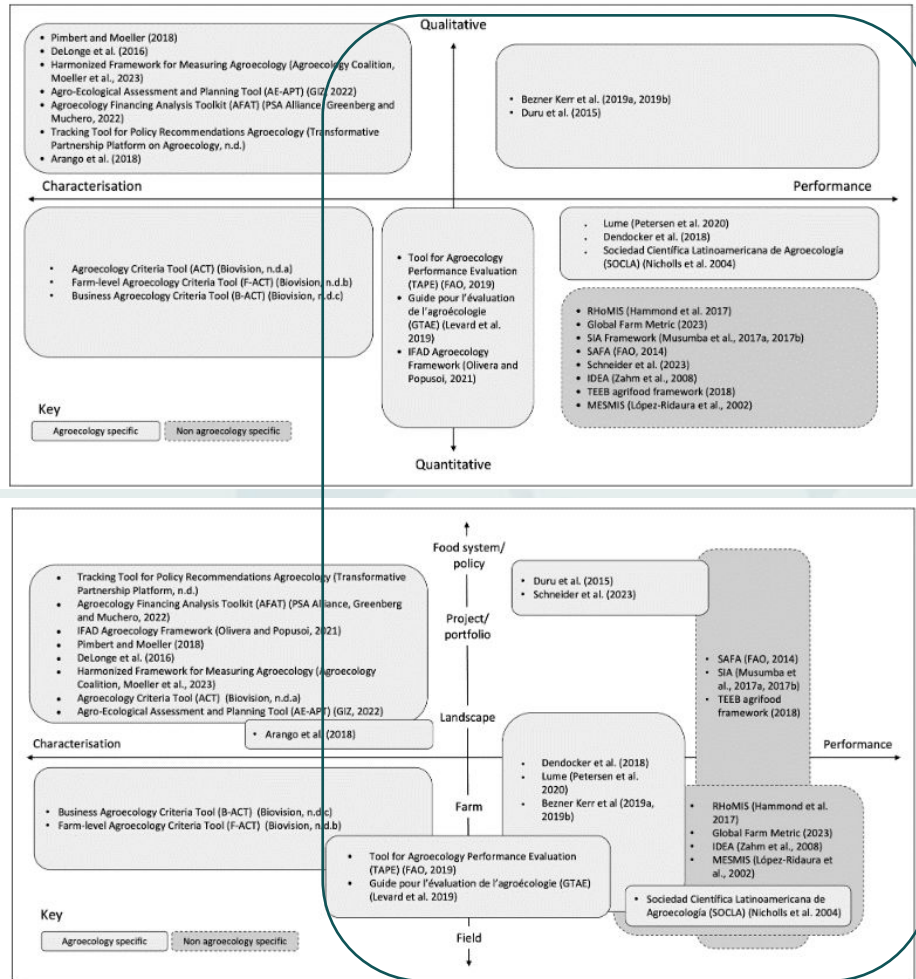 Qualitative
• Pimbert and Moeller (2018)
• DeLonge et al. (2016)
• Harmonized Framework for Measuring Agroecology (Agroecology Coalition,
Moeller et al., 2023)
• Agro-Ecological Assessment and Planning Tool (AE-APT) (GIZ, 2022)
• Agroecology Financing Analysis Toolkit (AFAT) (PSA Alliance, Greenberg and
Muchero, 2022)
• Tracking Tool for Policy Recommendations Agroecology (Transformative
Partnership Platform on Agroecology, n.d.)
• Arango et al. (2018)
• Bezner Kerr et al. (2019a, 2019b)
• Duru et al. (2015)
Characterisation
Performance
• Agroecology Criteria Tool (ACT) (Biovision, n.d.a)
• Farm-level Agroecology Criteria Tool (F-ACT) (Biovision, n.d.b)
• Business Agroecology Criteria Tool (B-ACT) (Biovision, n.d.c)
• Tool for Agroecology
Performance Evaluation
(TAPE) (FAO, 2019)
• Guide pour l'évaluation
de l'agroécologie
(GTAE) (Levard et al.
2019)
• IFAD Agroecology
Framework (Olivera and
Popusoi, 2021)
• Lume (Petersen et al. 2020)
• Dendocker et al. (2018)
• Sociedad Científica Latinoamericana de Agroecología
(SOCLA) (Nicholls et al. 2004)
• RHoMIS (Hammond et al. 2017)
• Global Farm Metric (2023)
• SIA Framework (Musumba et al., 2017a, 2017b)
• SAFA (FAO, 2014)
• Schneider et al. (2023)
• IDEA (Zahm et al., 2008)
• TEEB agrifood framework (2018)
• MESMIS (López-Ridaura et al., 2002)
Key
Agroecology specific
Non agroecology specific
Quantitative
Food system/
policy
Project/
portfolio
Landscape
Farm
Field
• Tracking Tool for Policy Recommendations Agroecology (Transformative
Partnership Platform, n.d.)
• Agroecology Financing Analysis Toolkit (AFAT) (PSA Alliance, Greenberg
and Muchero, 2022)
• IFAD Agroecology Framework (Olivera and Popusoi, 2021)
• Pimbert and Moeller (2018)
• DeLonge et al. (2016)
• Harmonized Framework for Measuring Agroecology (Agroecology
Coalition, Moeller et al., 2023)
• Agroecology Criteria Tool (ACT) (Biovision, n.d.a)
• Agro-Ecological Assessment and Planning Tool (AE-APT) (GIZ, 2022)
• Arango et al. (2018)
• Duru et al. (2015)
• Schneider et al. (2023)
• SAFA (FAO, 2014)
• SIA (Musumba et
al., 2017a, 2017b)
• TEEB agrifood
framework
(2018)
Characterisation
Performance
• Business Agroecology Criteria Tool (B-ACT) (Biovision, n.d.c)
• Farm-level Agroecology Criteria Tool (F-ACT) (Biovision, n.d.b)
• Dendocker et al. (2018)
• Lume (Petersen et al.
2020)
• Bezner Kerr et al (2019a,
2019b)
• RHoMIS (Hammond et al.
2017)
• Global Farm Metric (2023)
• IDEA (Zahm et al., 2008)
• MESMIS (López-Ridaura et
al., 2002)
• Tool for Agroecology Performance Evaluation
(TAPE) (FAO, 2019)
• Guide pour l'évaluation de l'agroécologie (GTAE)
(Levard et al. 2019)
• Sociedad Científica Latinoamericana de
Agroecología (SOCLA) (Nicholls et al. 2004)
Key
Agroecology specific
Non agroecology specific